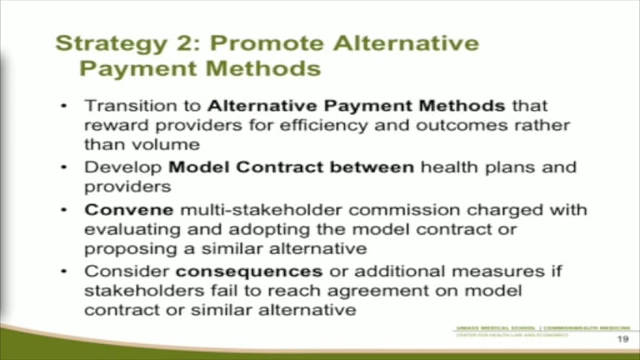 Strategy 2: Promote Alternative
Payment Methods
• Transition to Alternative Payment Methods that
reward providers for efficiency and outcomes rather
than volume
• Develop Model Contract between health plans and
providers
• Convene multi-stakeholder commission charged with
evaluating and adopting the model contract or
proposing a similar alternative
• Consider consequences or additional measures if
stakeholders fail to reach agreement on model
contract or similar alternative
UMASS MEDICAL SCHOOL | COMMONWEALTH MEDICINE
CENTER FOR HEALTH LAW AND ECONOMICS
19